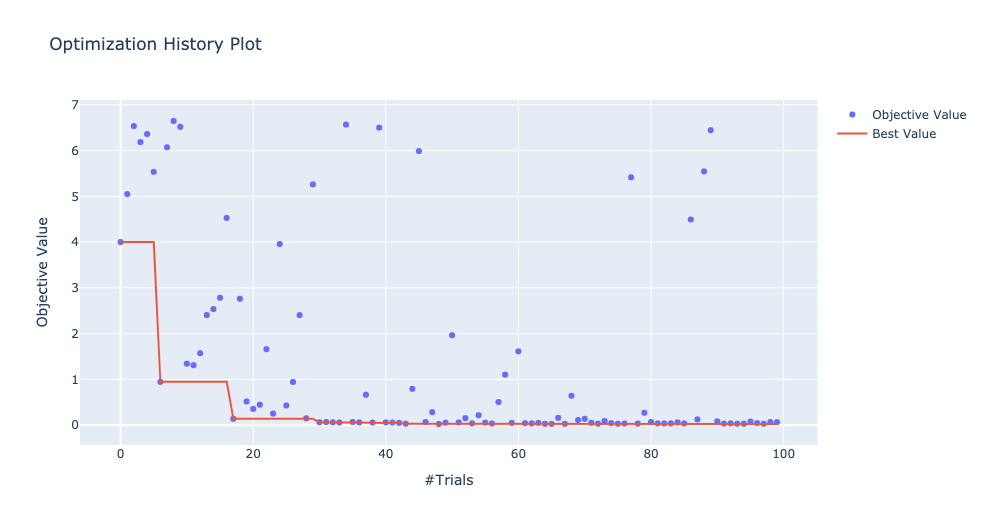 Optimization History Plot
Objective Value
Best Value
7
6
5
4
3
2
1
0
Objective Value
0 20 40 60 80 100
#Trials